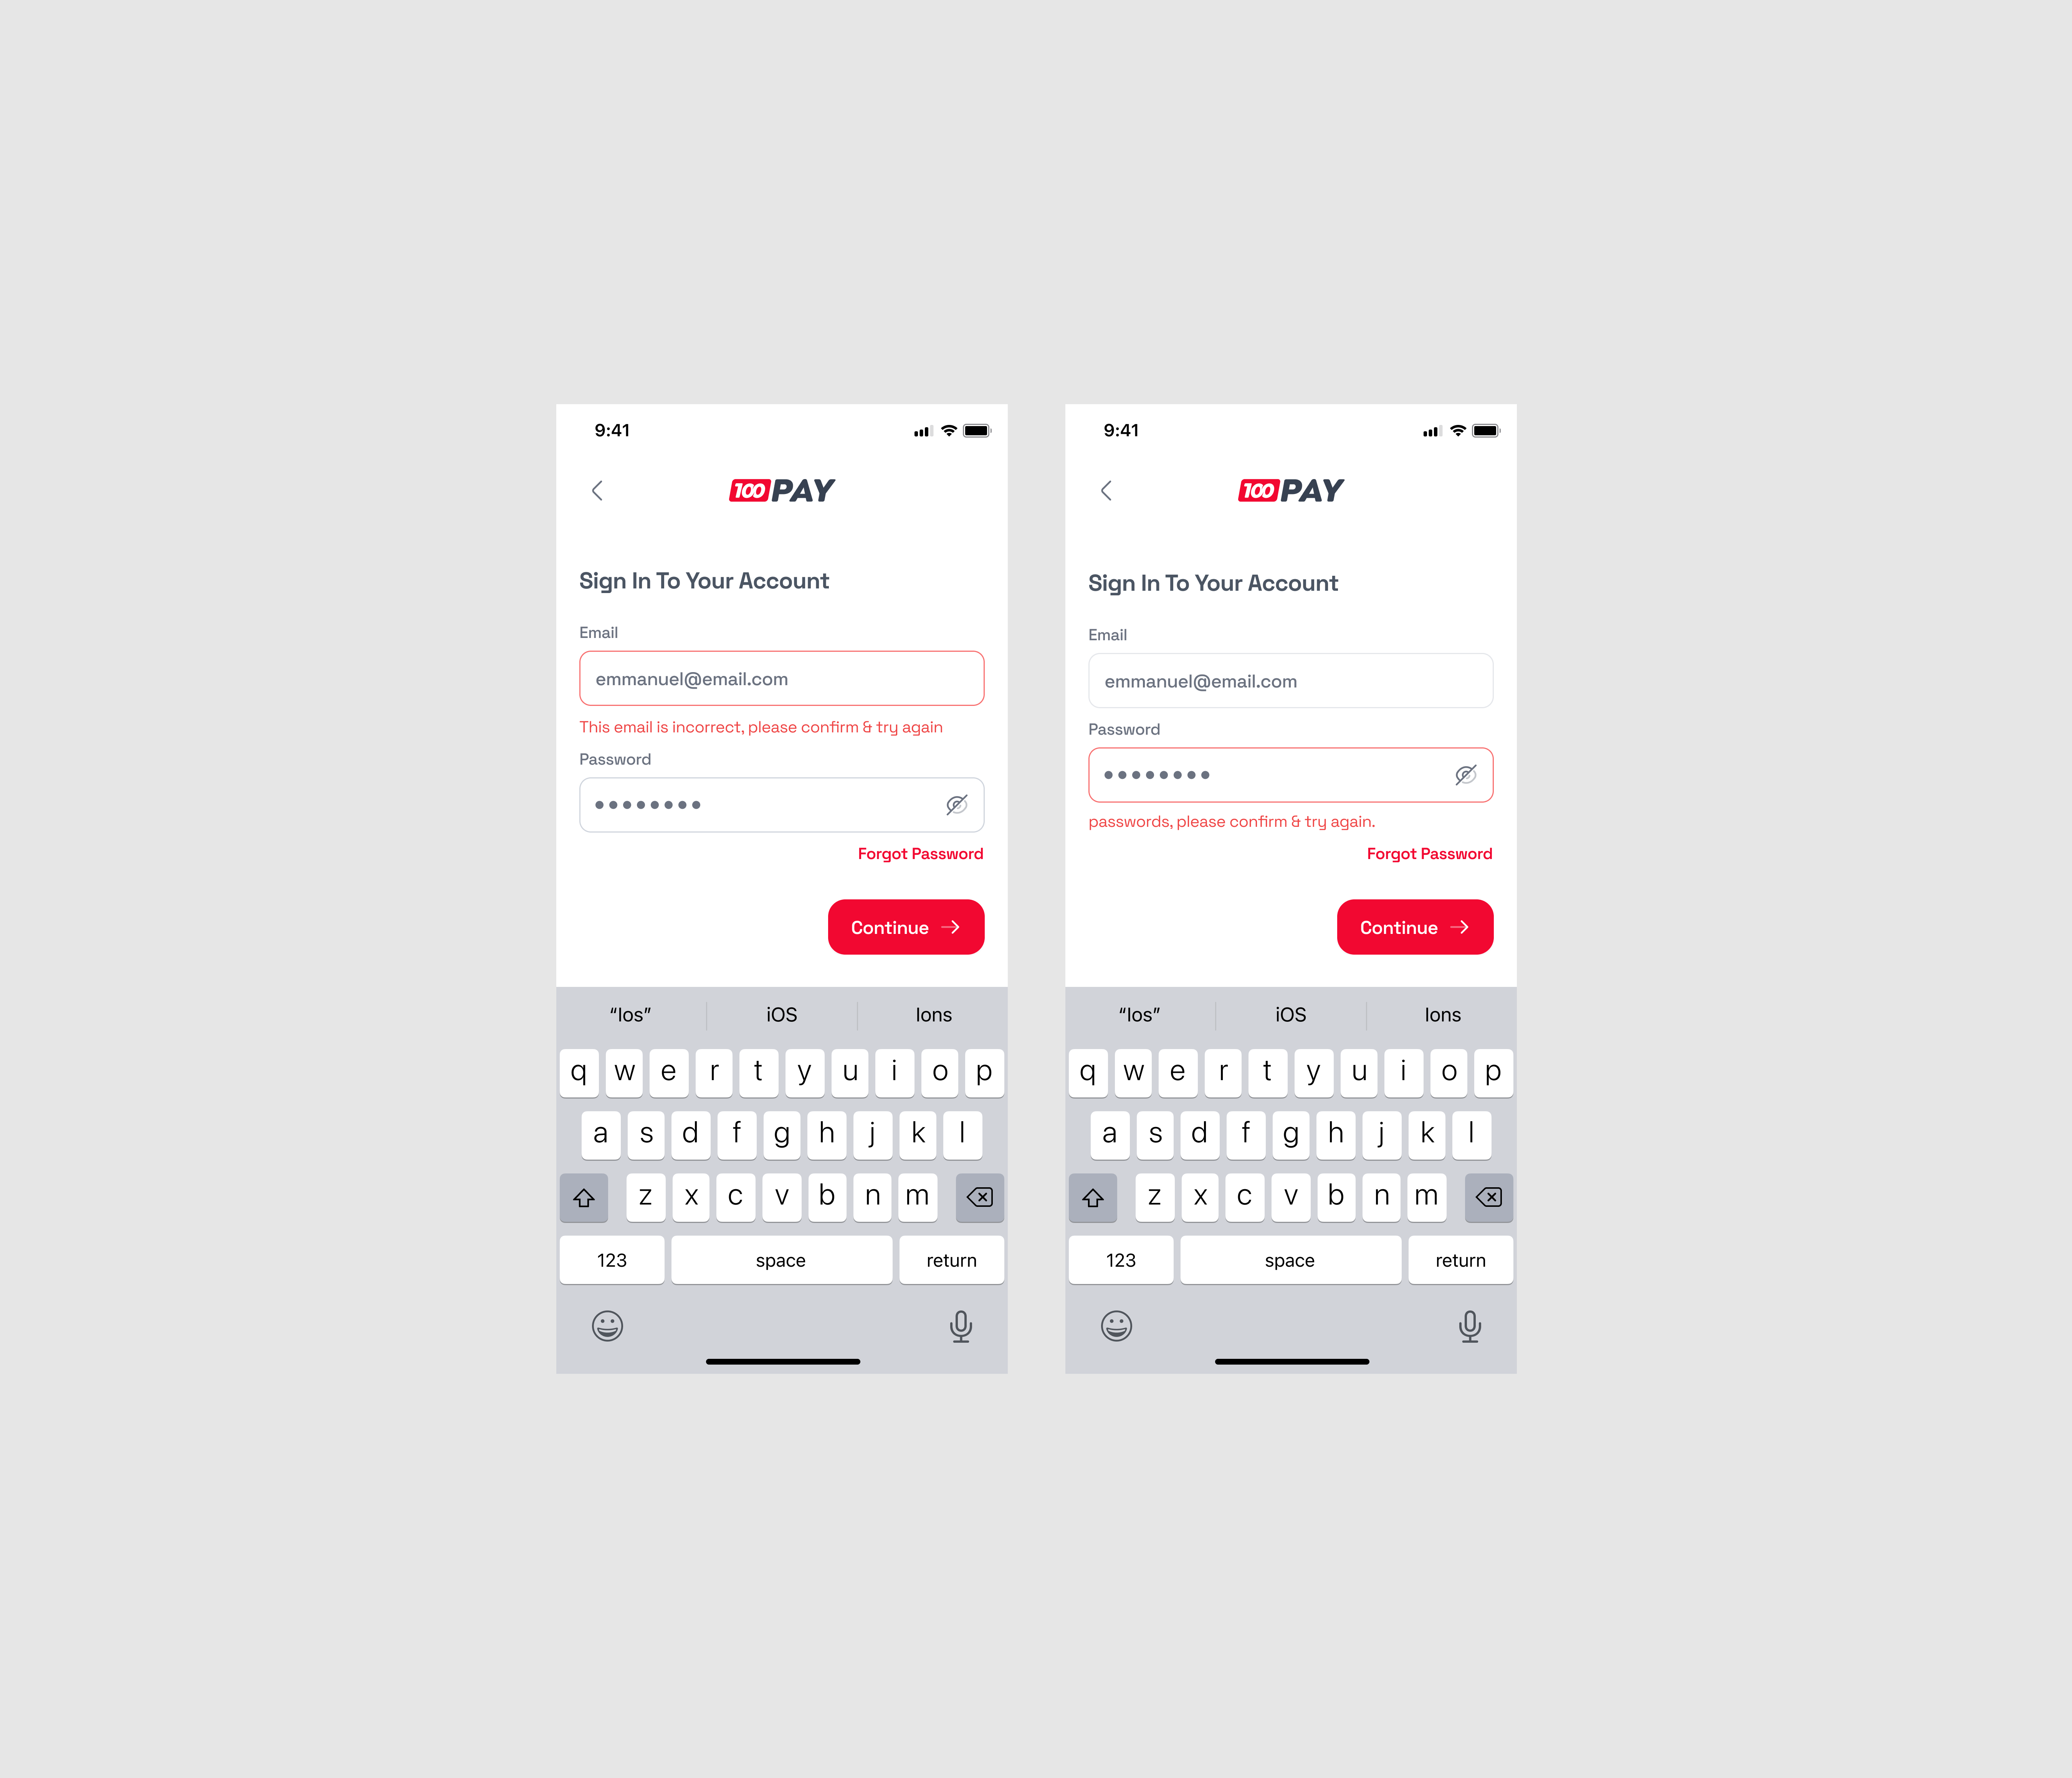 9:41
100 PAY
Sign In To Your Account
Email
emmanuel@email.com
This email is incorrect, please confirm & try again
Password
Forgot Password
Continue
“Ios” iOS Ions
q w e r t y u i o p
a s d f g h j k l
z x c v b n m
123 space return
9:41
100 PAY
Sign In To Your Account
Email
emmanuel@email.com
Password
passwords, please confirm & try again.
Forgot Password
Continue
“Ios” iOS Ions
q w e r t y u i o p
a s d f g h j k l
z x c v b n m
123 space return